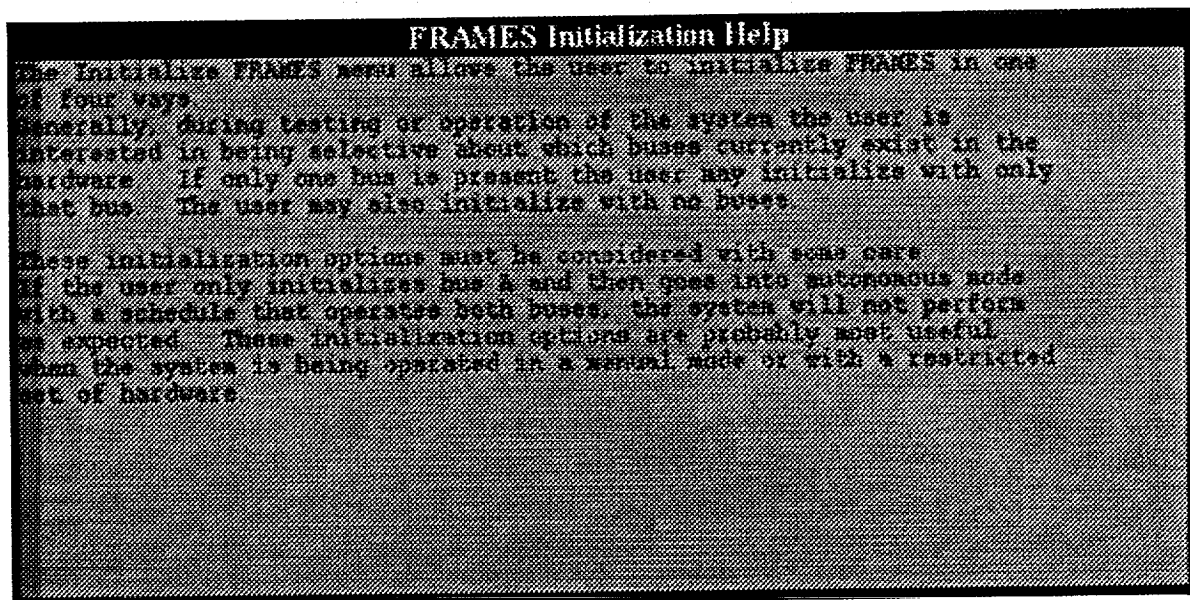 FRAMES Initialization Help
The Initialize FRAMES menu allows the user to initialize FRAMES in one
of four ways.
Generally, during testing or operation of the system the user is
interested in being selective about which buses currently exist in the
hardware. If only one bus is present the user may initialize with only
that bus. The user may also initialize with no buses.
These initialization options must be considered with some care.
If the user only initializes bus A and then goes into autonomous mode
with a schedule that operates both buses, the system will not perform
as expected. These initialization options are probably most useful
when the system is being operated in a manual mode or with a restricted
set of hardware.